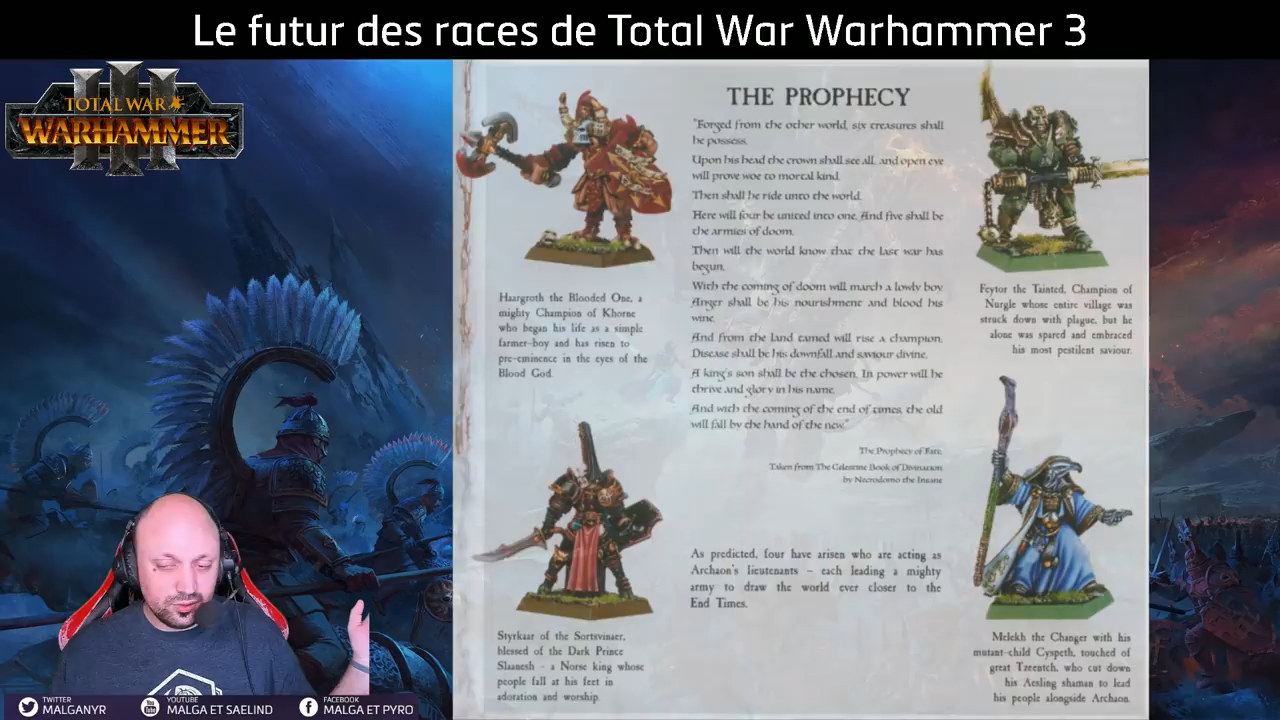 Le futur des races de Total War Warhammer 3
TOTAL WAR
WARHAMMER
III
THE PROPHECY
"Forged from the other world, six treasures shall
he possess.
Upon his head the crown shall see all, and open eye
will prove woe to mortal kind.
Then shall he ride unto the world.
Here will four be united into one. And five shall be
the armies of doom.
Then will the world know that the last war has
begun.
With the coming of doom will march a lowly boy.
Anger shall be his nourishment and blood his
wine.
And from the land tamed will rise a champion.
Disease shall be his downfall and saviour divine.
A king's son shall be the chosen. In power will he
thrive and glory in his name.
And with the coming of the end of times, the old
will fall by the hand of the new."
The Prophecy of Fate.
Taken from The Celestine Book of Divination
by Necrodomo the Insane
As predicted, four have arisen who are acting as
Archaon's lieutenants – each leading a mighty
army to draw the world ever closer to the
End Times.
Haargroth the Blooded One, a
mighty Champion of Khorne
who began his life as a simple
farmer-boy and has risen to
pre-eminence in the eyes of the
Blood God.
Feytor the Tainted, Champion of
Nurgle whose entire village was
struck down with plague, but he
alone was spared and embraced
his most pestilent saviour.
Styrkaar of the Sortsvinaer,
blessed of the Dark Prince
Slaanesh - a Norse king whose
people fall at his feet in
adoration and worship.
Melekh the Changer with his
mutant-child Cyspeth, touched of
great Tzeentch, who cut down
his Aesling shaman to lead
his people alongside Archaon.
TWITTER
MALGANYR
YOUTUBE
MALGA ET SAELIND
FACEBOOK
MALGA ET PYRO